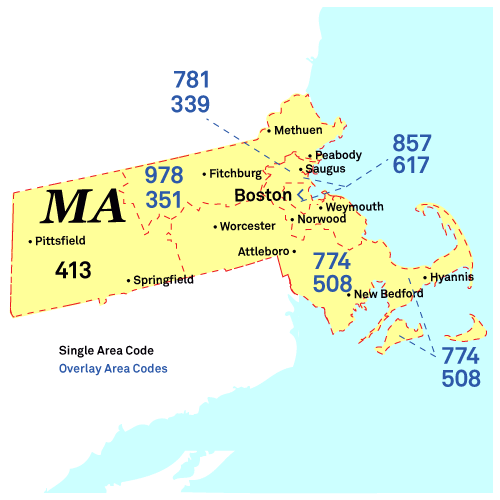 781
339
Methuen
857
617
Peabody
Saugus
978
351
Fitchburg
Boston
MA
Weymouth
Norwood
Worcester
Pittsfield
Attleboro
774
508
413
Springfield
Hyannis
New Bedford
Single Area Code
Overlay Area Codes
774
508